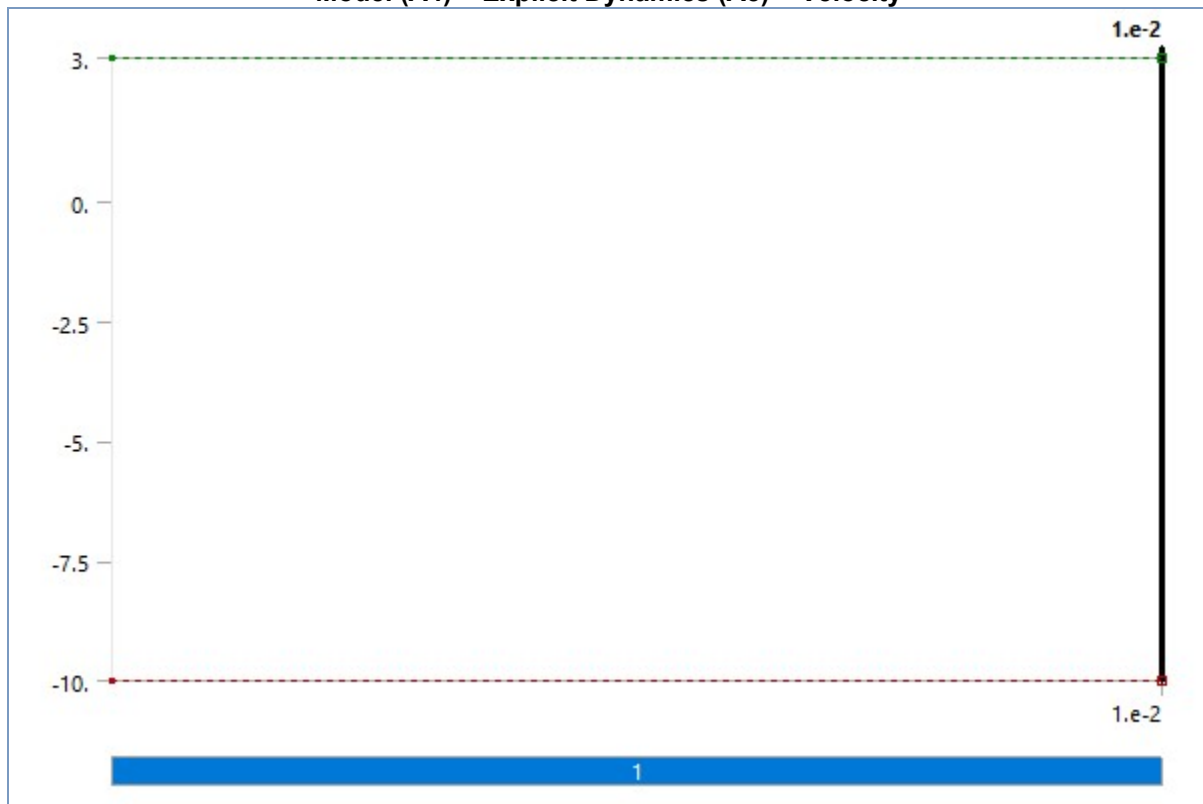 Model (A4) > Explicit Dynamics (A5) > Velocity
1.e-2
3.
0.
-2.5
-5.
-7.5
-10.
1.e-2
1